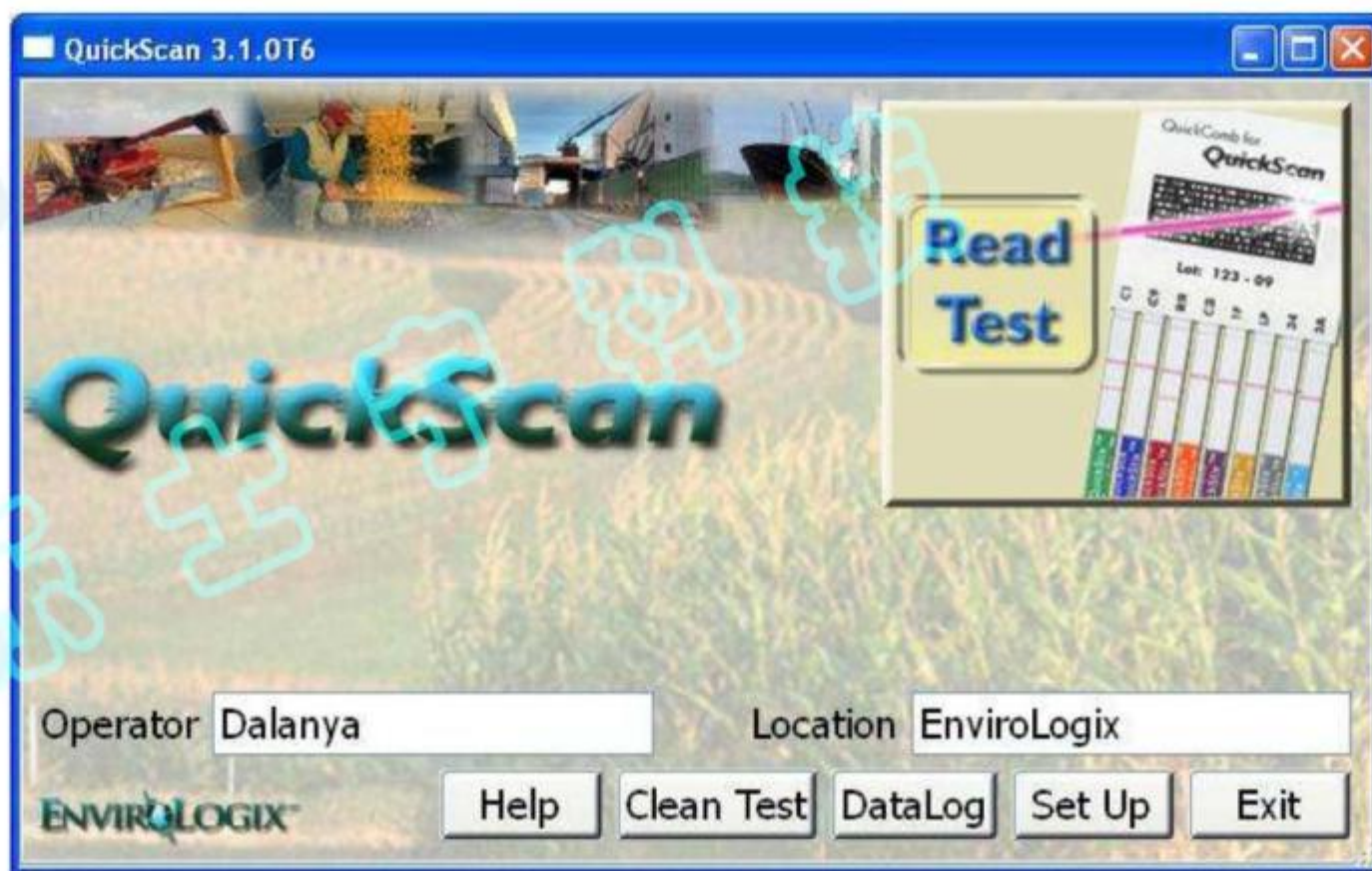 QuickScan 3.1.0T6
QuickComb for
QuickScan
Lot: 123 - 09
Read
Test
QuickScan
Operator Dalanya
Location EnviroLogix
ENVIROLOGIX
Help
Clean Test
DataLog
Set Up
Exit